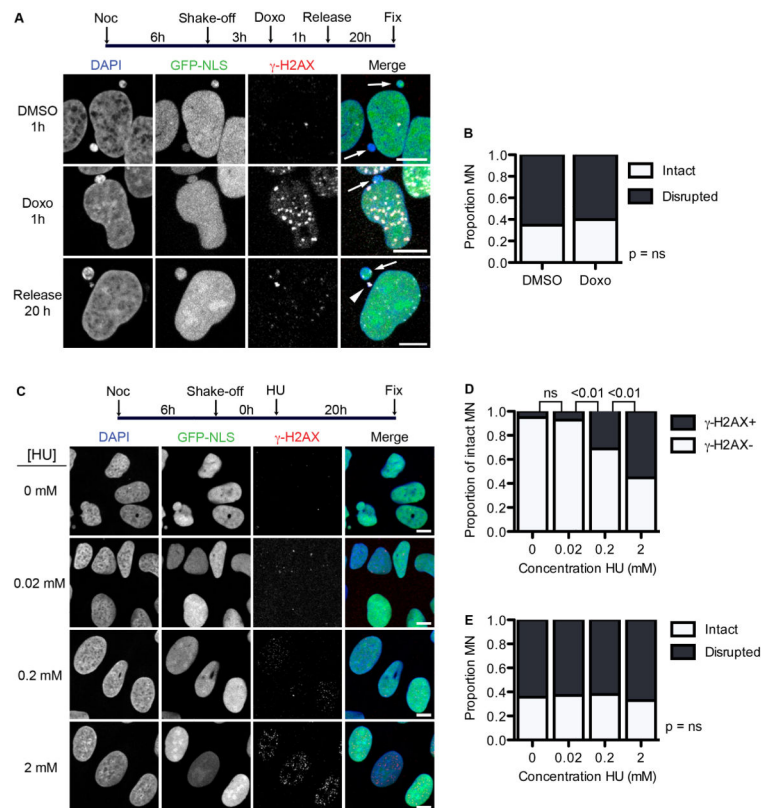 A
Noc Shake-off Doxo Release Fix
6h 3h 1h 20h
DAPI GFP-NLS γ-H2AX Merge
DMSO
1h
Doxo
1h
Release
20 h
B
Proportion MN
1.0
0.8
0.6
0.4
0.2
0.0
DMSO Doxo
Intact
Disrupted
p = ns
C
Noc Shake-off HU Fix
6h 0h 20h
DAPI GFP-NLS γ-H2AX Merge
[HU]
0 mM
0.02 mM
0.2 mM
2 mM
D
ns <0.01 <0.01
Proportion of intact MN
1.0
0.8
0.6
0.4
0.2
0.0
0 0.02 0.2 2
Concentration HU (mM)
γ-H2AX+
γ-H2AX-
E
Proportion MN
1.0
0.8
0.6
0.4
0.2
0.0
0 0.02 0.2 2
Concentration HU (mM)
Intact
Disrupted
p = ns